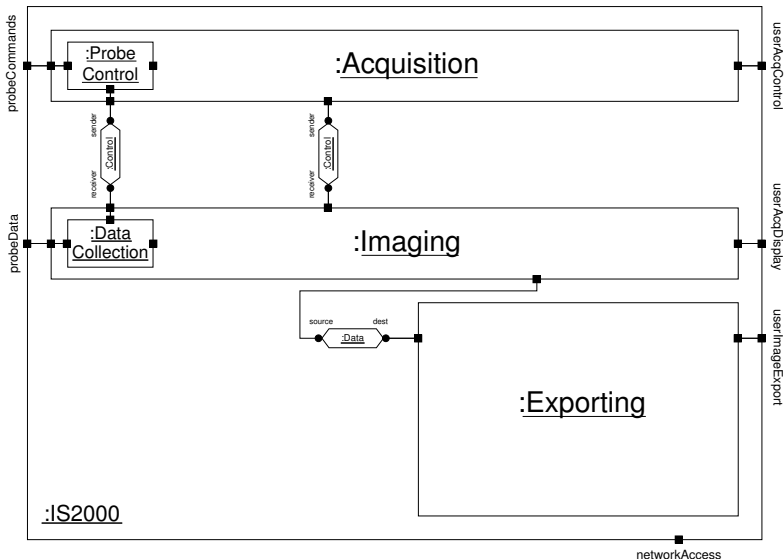 probeCommands
:Probe
Control
:Acquisition
userAcqControl
sender
:Control
receiver
sender
:Control
receiver
probeData
:Data
Collection
:Imaging
userAcqDisplay
source
dest
:Data
userImageExport
:Exporting
:IS2000
networkAccess